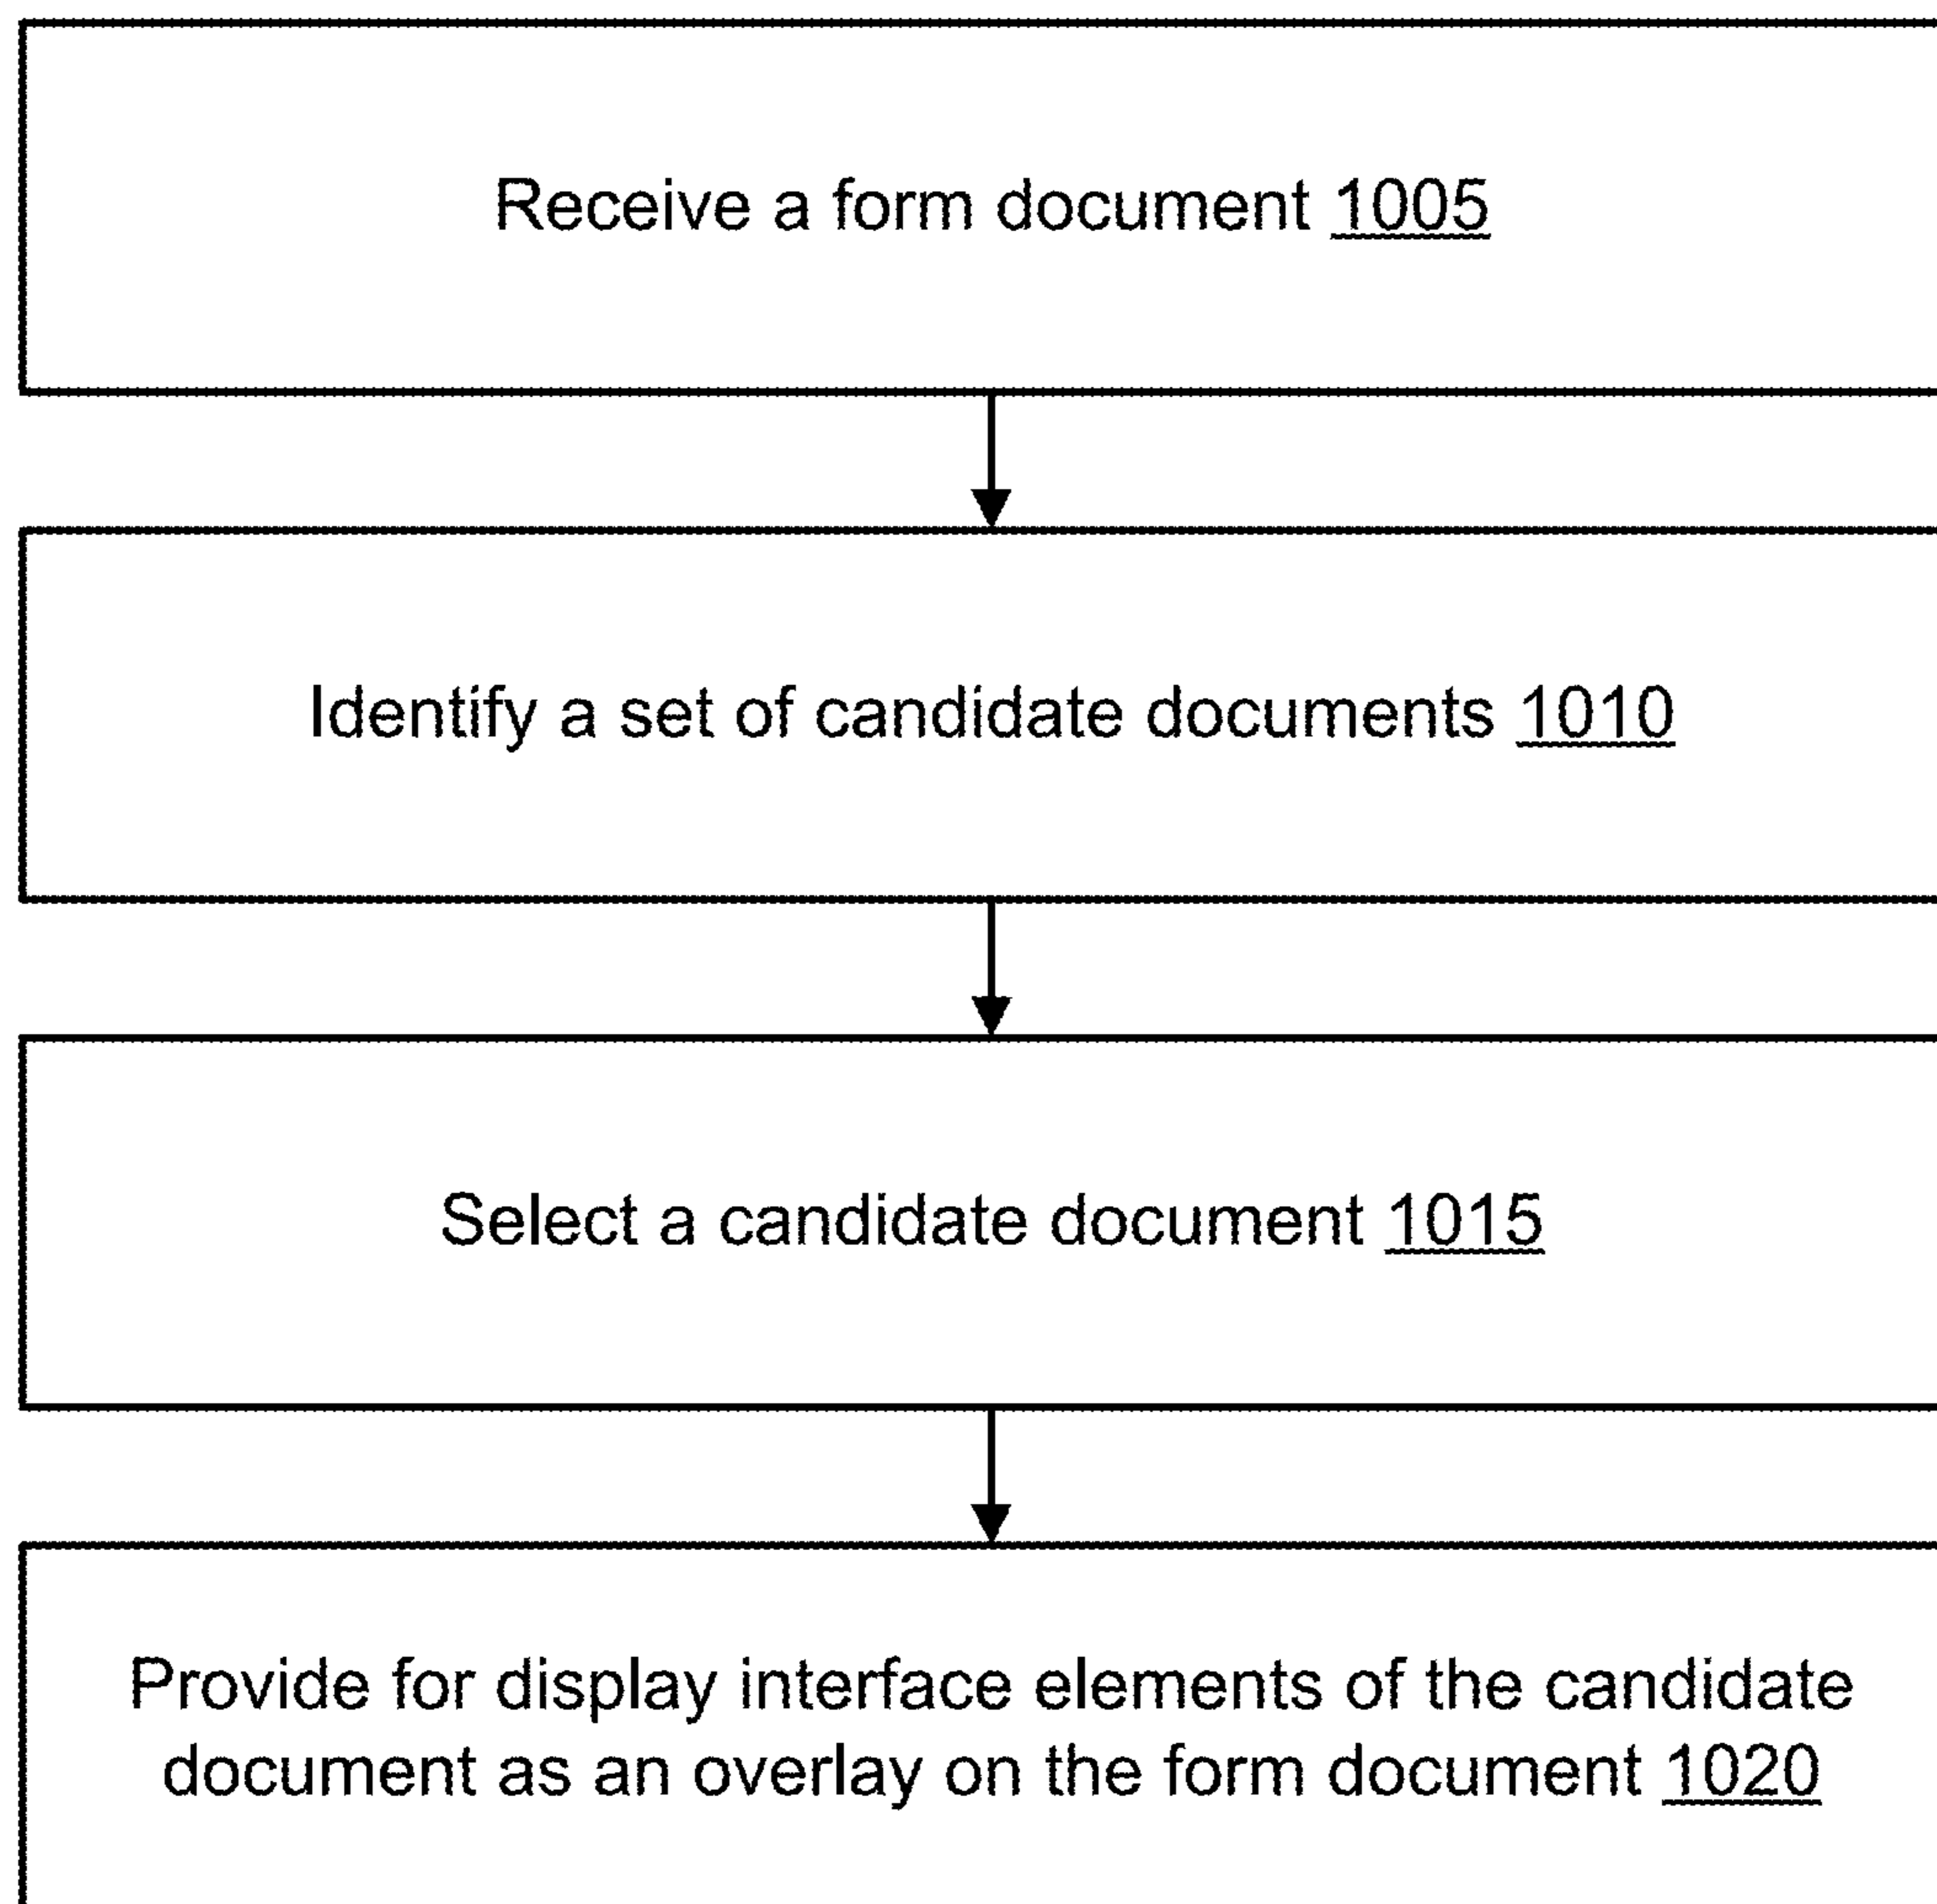 Receive a form document 1005
Identify a set of candidate documents 1010
Select a candidate document 1015
Provide for display interface elements of the candidate
document as an overlay on the form document 1020